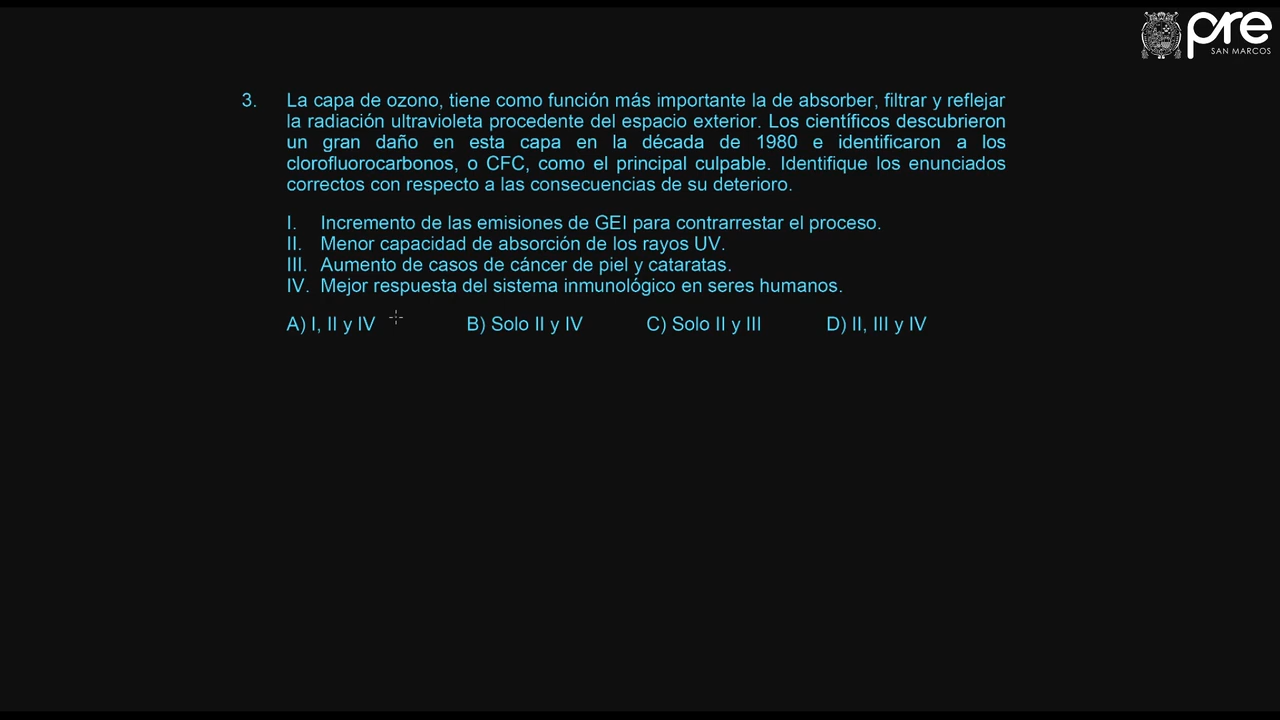 pre
SAN MARCOS
3. La capa de ozono, tiene como función más importante la de absorber, filtrar y reflejar
la radiación ultravioleta procedente del espacio exterior. Los científicos descubrieron
un gran daño en esta capa en la década de 1980 e identificaron a los
clorofluorocarbonos, o CFC, como el principal culpable. Identifique los enunciados
correctos con respecto a las consecuencias de su deterioro.
I. Incremento de las emisiones de GEI para contrarrestar el proceso.
II. Menor capacidad de absorción de los rayos UV.
III. Aumento de casos de cáncer de piel y cataratas.
IV. Mejor respuesta del sistema inmunológico en seres humanos.
A) I, II y IV B) Solo II y IV C) Solo II y III D) II, III y IV